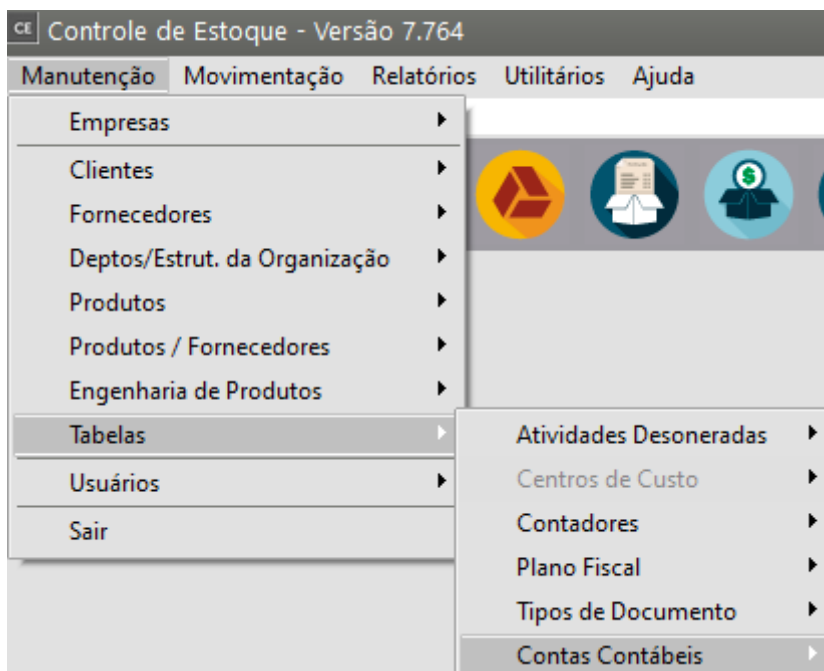 CE Controle de Estoque - Versão 7.764
Manutenção Movimentação Relatórios Utilitários Ajuda
Empresas
Clientes
Fornecedores
Deptos/Estrut. da Organização
Produtos
Produtos / Fornecedores
Engenharia de Produtos
Tabelas
Usuários
Sair
Atividades Desoneradas
Centros de Custo
Contadores
Plano Fiscal
Tipos de Documento
Contas Contábeis